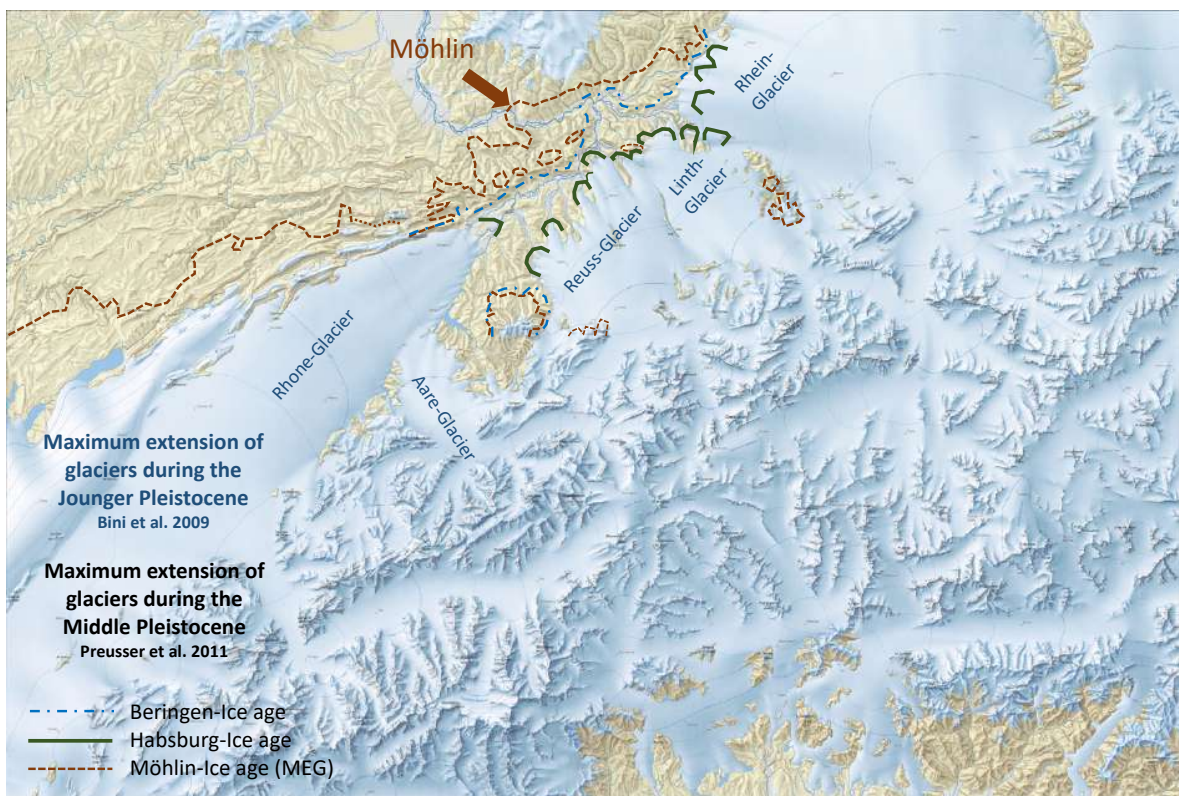 Möhlin
Rhein-
Glacier
Linth-
Glacier
Reuss-Glacier
Rhone-Glacier
Aare-Glacier
Maximum extension of
glaciers during the
Jounger Pleistocene
Bini et al. 2009
Maximum extension of
glaciers during the
Middle Pleistocene
Preusser et al. 2011
Beringen-Ice age
Habsburg-Ice age
Möhlin-Ice age (MEG)